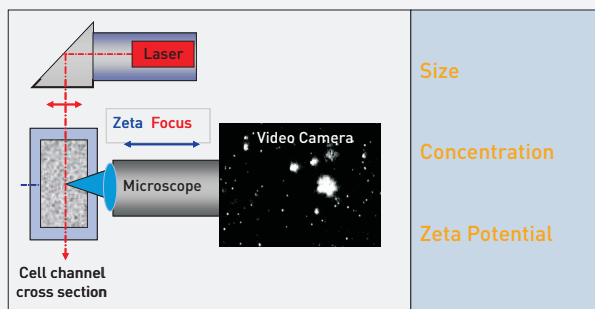 Laser
Zeta Focus
Video Camera
Microscope
Cell channel
cross section
Size
Concentration
Zeta Potential